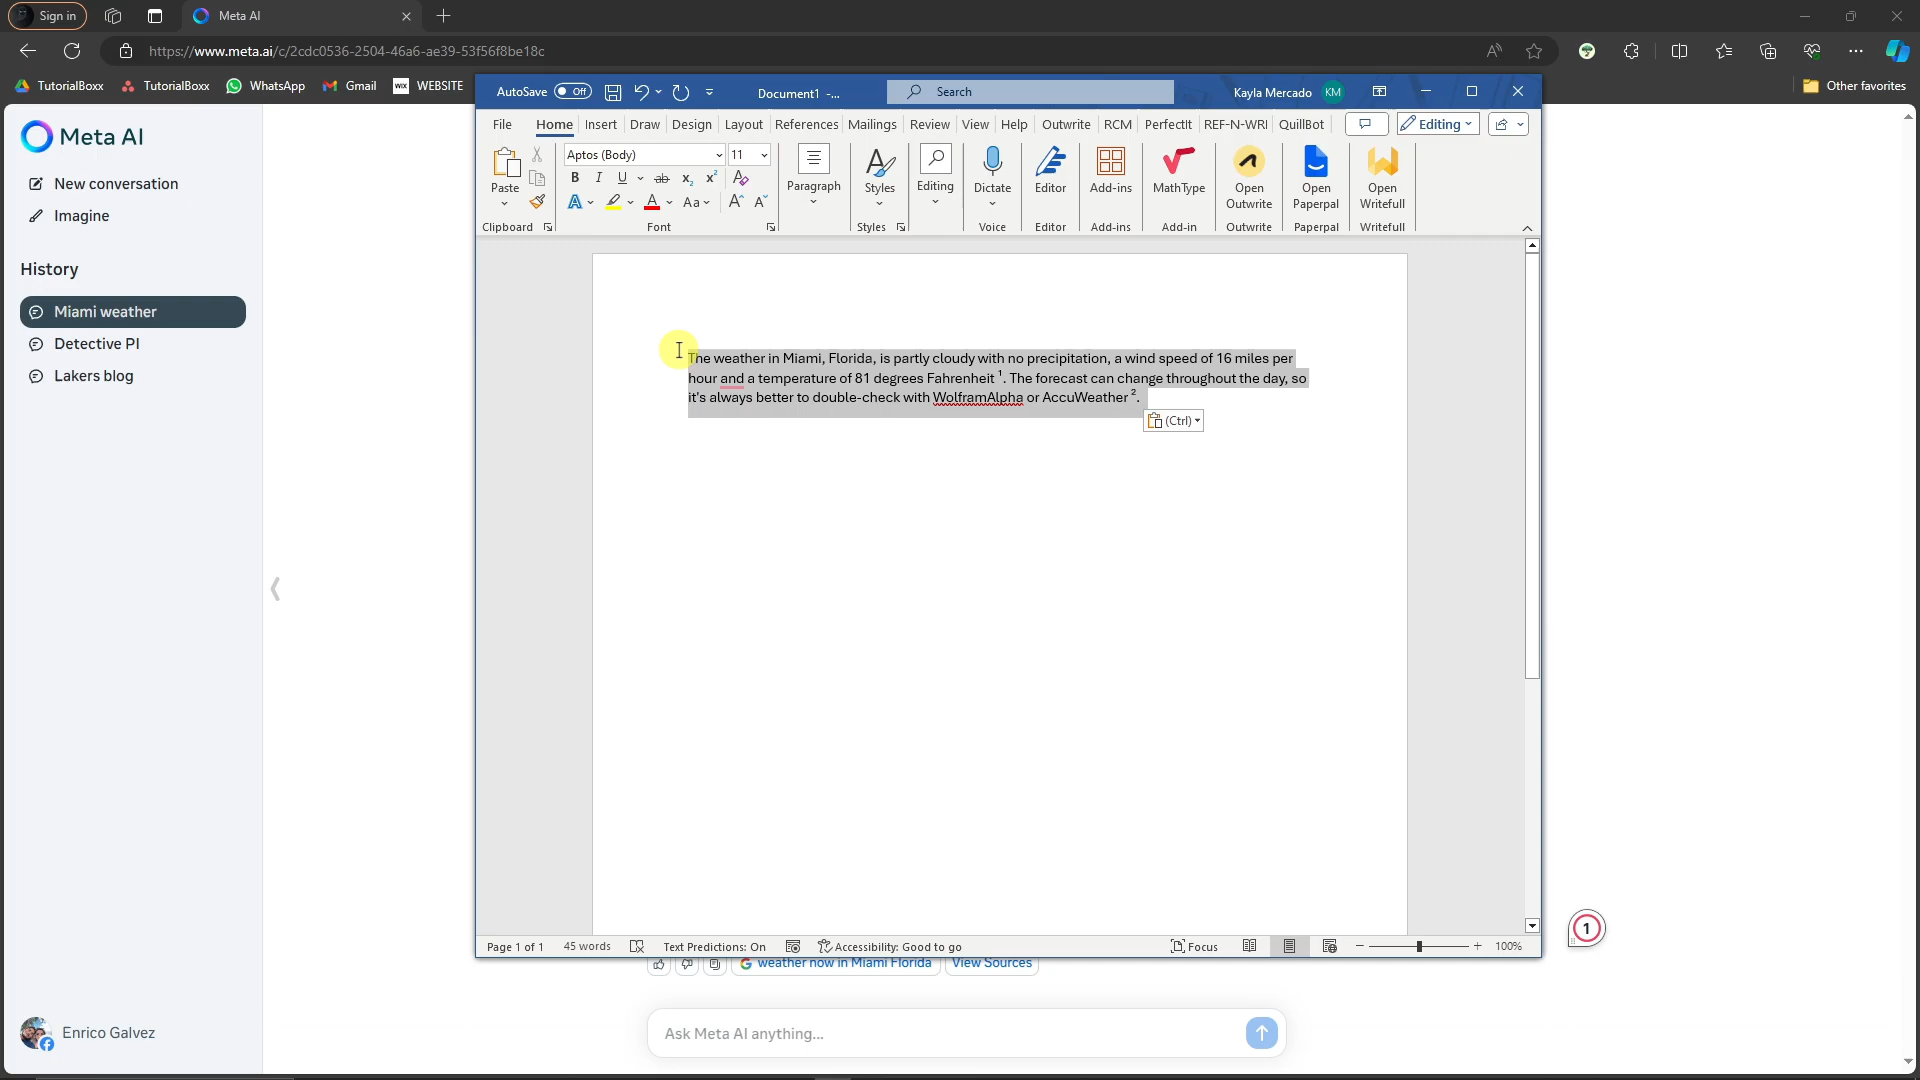 Sign in
Meta AI
https://www.meta.ai/c/2cdc0536-2504-46a6-ae39-53f56f8be18c
TutorialBoxx
TutorialBoxx
WhatsApp
Gmail
WIX WEBSITE
Other favorites
Meta AI
New conversation
Imagine
History
Miami weather
Detective PI
Lakers blog
Enrico Galvez
AutoSave Off
Document1 -...
Search
Kayla Mercado KM
File Home Insert Draw Design Layout References Mailings Review View Help Outwrite RCM PerfectIt REF-N-WRI QuillBot
Editing
Paste
Aptos (Body) 11
B I U ab x₂ x²
A A Aa A A
Paragraph
Styles
Editing
Dictate
Editor
Add-ins
MathType
Open Outwrite
Open Paperpal
Open Writefull
Clipboard Font Styles Voice Editor Add-ins Add-in Outwrite Paperpal Writefull
The weather in Miami, Florida, is partly cloudy with no precipitation, a wind speed of 16 miles per
hour and a temperature of 81 degrees Fahrenheit ¹. The forecast can change throughout the day, so
it's always better to double-check with WolframAlpha or AccuWeather ².
(Ctrl)
Page 1 of 1 45 words Text Predictions: On Accessibility: Good to go Focus 100%
1
weather now in Miami Florida
View Sources
Ask Meta AI anything...